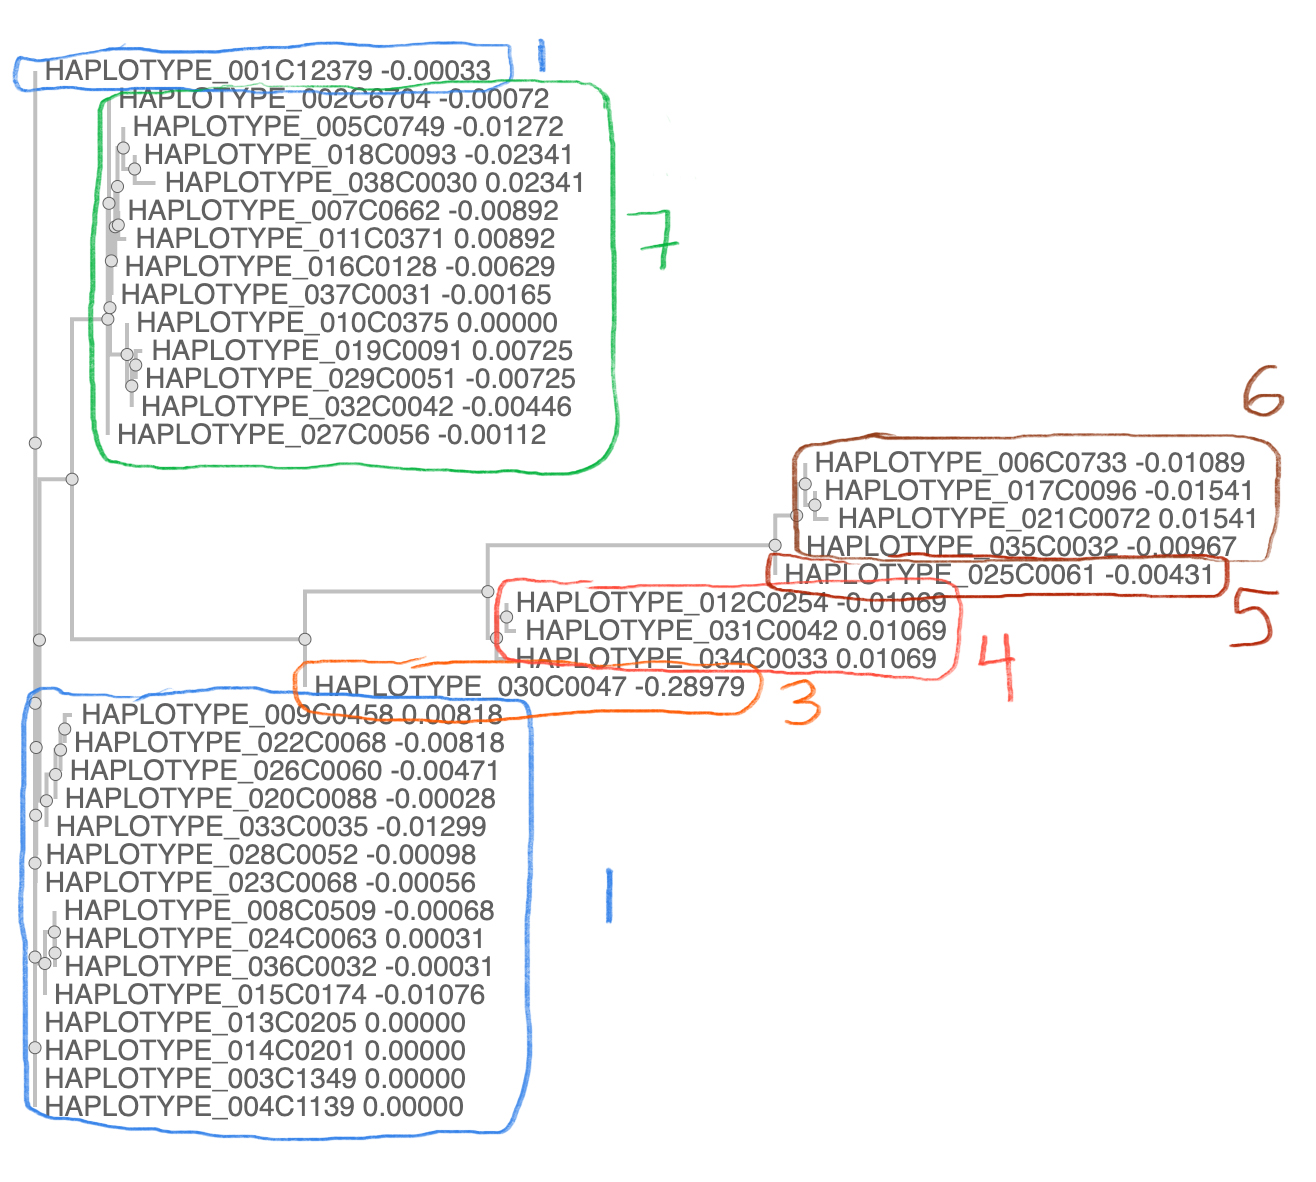 HAPLOTYPE_001C12379 -0.00033
1
HAPLOTYPE_002C6704 -0.00072
HAPLOTYPE_005C0749 -0.01272
HAPLOTYPE_018C0093 -0.02341
HAPLOTYPE_038C0030 0.02341
HAPLOTYPE_007C0662 -0.00892
7
HAPLOTYPE_011C0371 0.00892
HAPLOTYPE_016C0128 -0.00629
HAPLOTYPE_037C0031 -0.00165
HAPLOTYPE_010C0375 0.00000
HAPLOTYPE_019C0091 0.00725
HAPLOTYPE_029C0051 -0.00725
HAPLOTYPE_032C0042 -0.00446
6
HAPLOTYPE_027C0056 -0.00112
HAPLOTYPE_006C0733 -0.01089
HAPLOTYPE_017C0096 -0.01541
HAPLOTYPE_021C0072 0.01541
HAPLOTYPE_035C0032 -0.00967
HAPLOTYPE_025C0061 -0.00431
5
HAPLOTYPE_012C0254 -0.01069
HAPLOTYPE_031C0042 0.01069
HAPLOTYPE_034C0033 0.01069
4
HAPLOTYPE_030C0047 -0.28979
3
HAPLOTYPE_009C0458 0.00818
HAPLOTYPE_022C0068 -0.00818
HAPLOTYPE_026C0060 -0.00471
HAPLOTYPE_020C0088 -0.00028
HAPLOTYPE_033C0035 -0.01299
HAPLOTYPE_028C0052 -0.00098
HAPLOTYPE_023C0068 -0.00056
1
HAPLOTYPE_008C0509 -0.00068
HAPLOTYPE_024C0063 0.00031
HAPLOTYPE_036C0032 -0.00031
HAPLOTYPE_015C0174 -0.01076
HAPLOTYPE_013C0205 0.00000
HAPLOTYPE_014C0201 0.00000
HAPLOTYPE_003C1349 0.00000
HAPLOTYPE_004C1139 0.00000